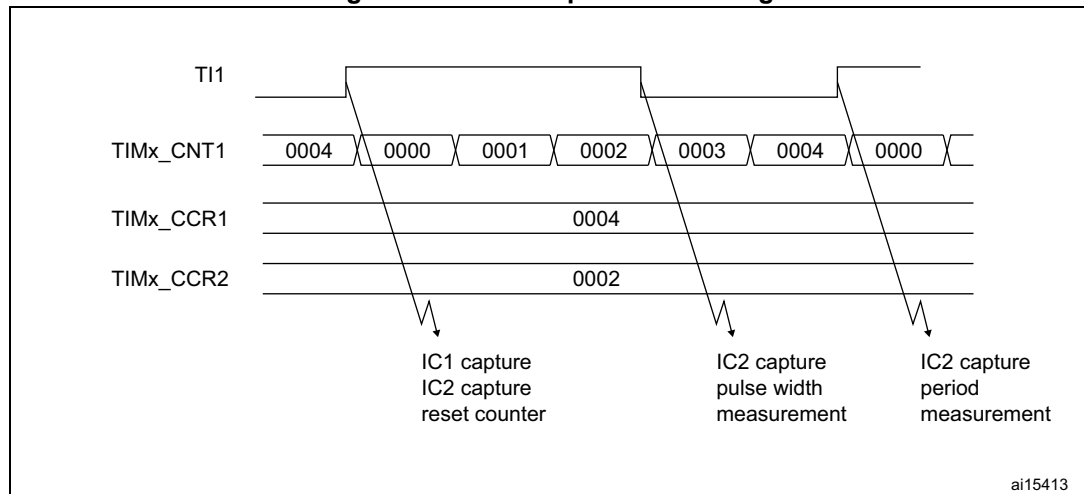 TI1
TIMx_CNT1 0004 0000 0001 0002 0003 0004 0000
TIMx_CCR1 0004
TIMx_CCR2 0002
IC1 capture
IC2 capture
reset counter
IC2 capture
pulse width
measurement
IC2 capture
period
measurement
ai15413